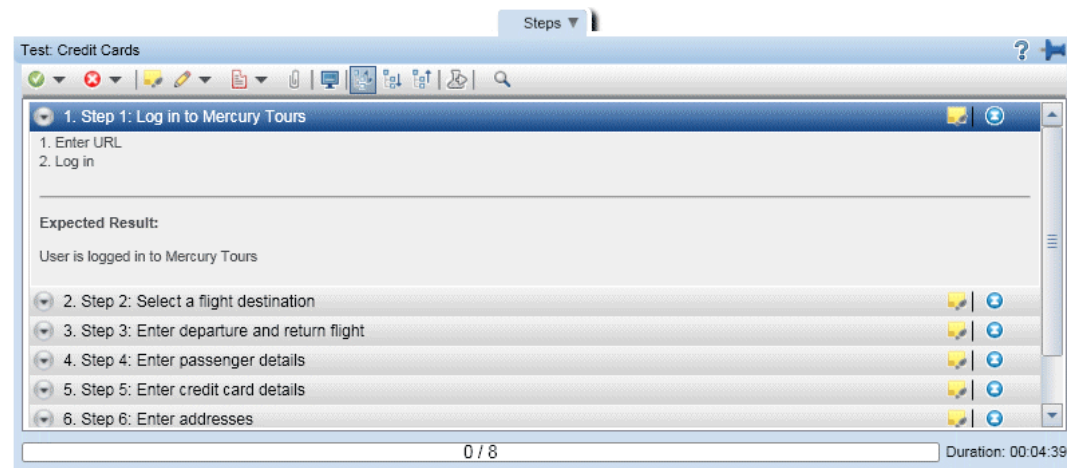 Steps
Test: Credit Cards
1. Step 1: Log in to Mercury Tours
1. Enter URL
2. Log in
Expected Result:
User is logged in to Mercury Tours
2. Step 2: Select a flight destination
3. Step 3: Enter departure and return flight
4. Step 4: Enter passenger details
5. Step 5: Enter credit card details
6. Step 6: Enter addresses
0 / 8
Duration: 00:04:39